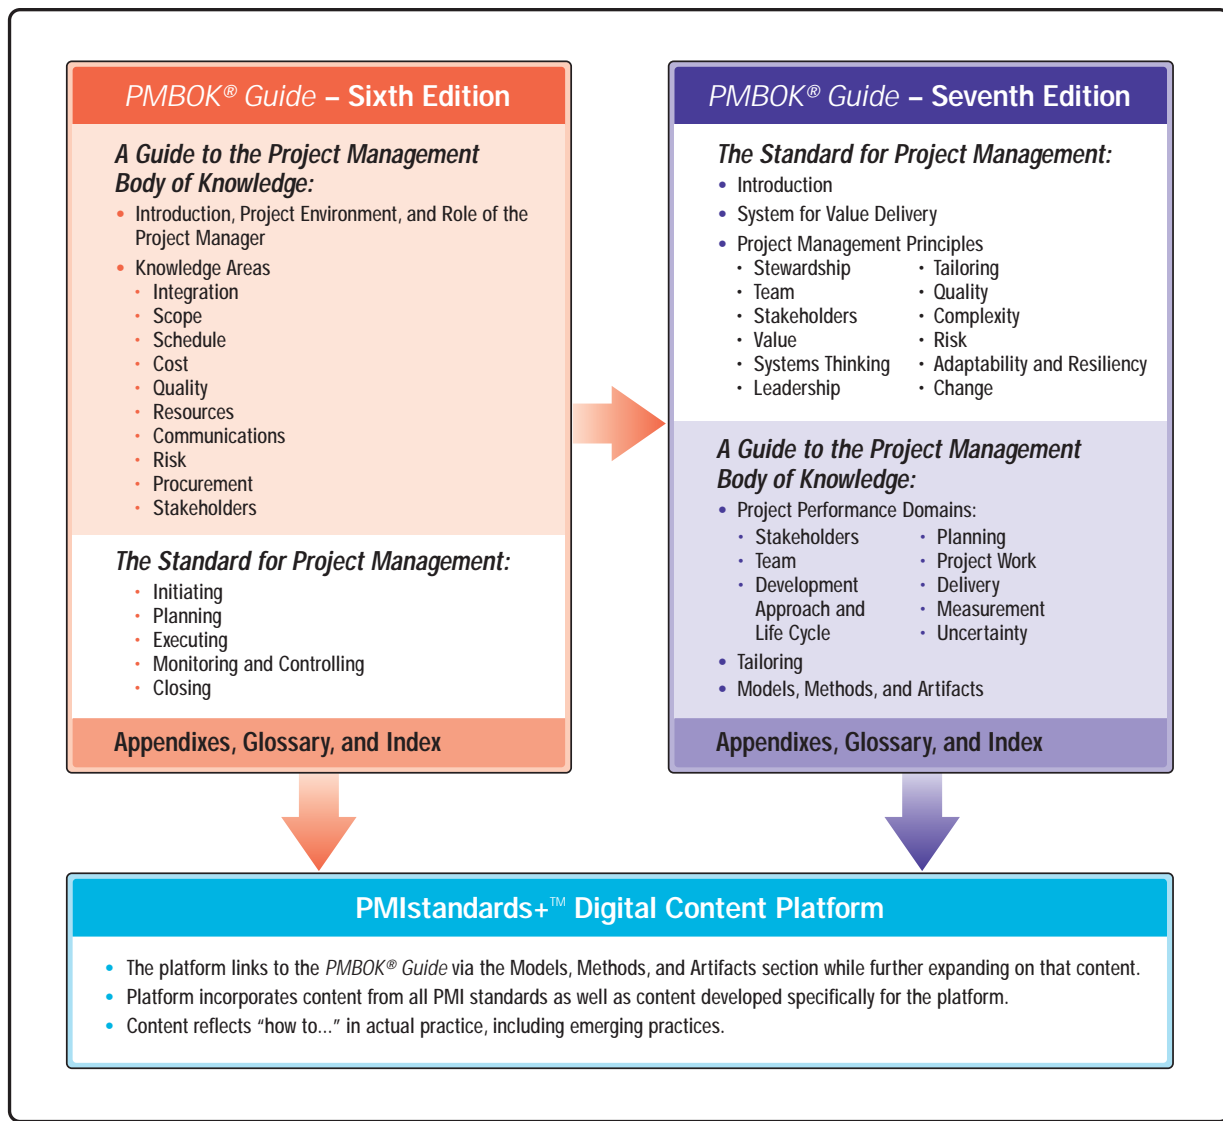 PMBOK® Guide – Sixth Edition
A Guide to the Project Management
Body of Knowledge:
• Introduction, Project Environment, and Role of the
Project Manager
• Knowledge Areas
• Integration
• Scope
• Schedule
• Cost
• Quality
• Resources
• Communications
• Risk
• Procurement
• Stakeholders
The Standard for Project Management:
• Initiating
• Planning
• Executing
• Monitoring and Controlling
• Closing
Appendixes, Glossary, and Index
PMBOK® Guide – Seventh Edition
The Standard for Project Management:
• Introduction
• System for Value Delivery
• Project Management Principles
• Stewardship
• Team
• Stakeholders
• Value
• Systems Thinking
• Leadership
• Tailoring
• Quality
• Complexity
• Risk
• Adaptability and Resiliency
• Change
A Guide to the Project Management
Body of Knowledge:
• Project Performance Domains:
• Stakeholders
• Team
• Development
Approach and
Life Cycle
• Planning
• Project Work
• Delivery
• Measurement
• Uncertainty
• Tailoring
• Models, Methods, and Artifacts
Appendixes, Glossary, and Index
PMIstandards+™ Digital Content Platform
• The platform links to the PMBOK® Guide via the Models, Methods, and Artifacts section while further expanding on that content.
• Platform incorporates content from all PMI standards as well as content developed specifically for the platform.
• Content reflects “how to...” in actual practice, including emerging practices.